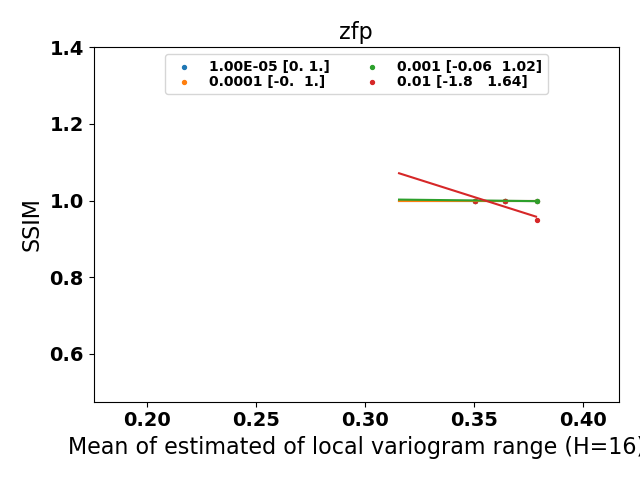 zfp
1.00E-05 [0. 1.]
0.0001 [-0.  1.]
0.001 [-0.06  1.02]
0.01 [-1.8   1.64]
SSIM
1.4
1.2
1.0
0.8
0.6
0.20 0.25 0.30 0.35 0.40
Mean of estimated of local variogram range (H=16)